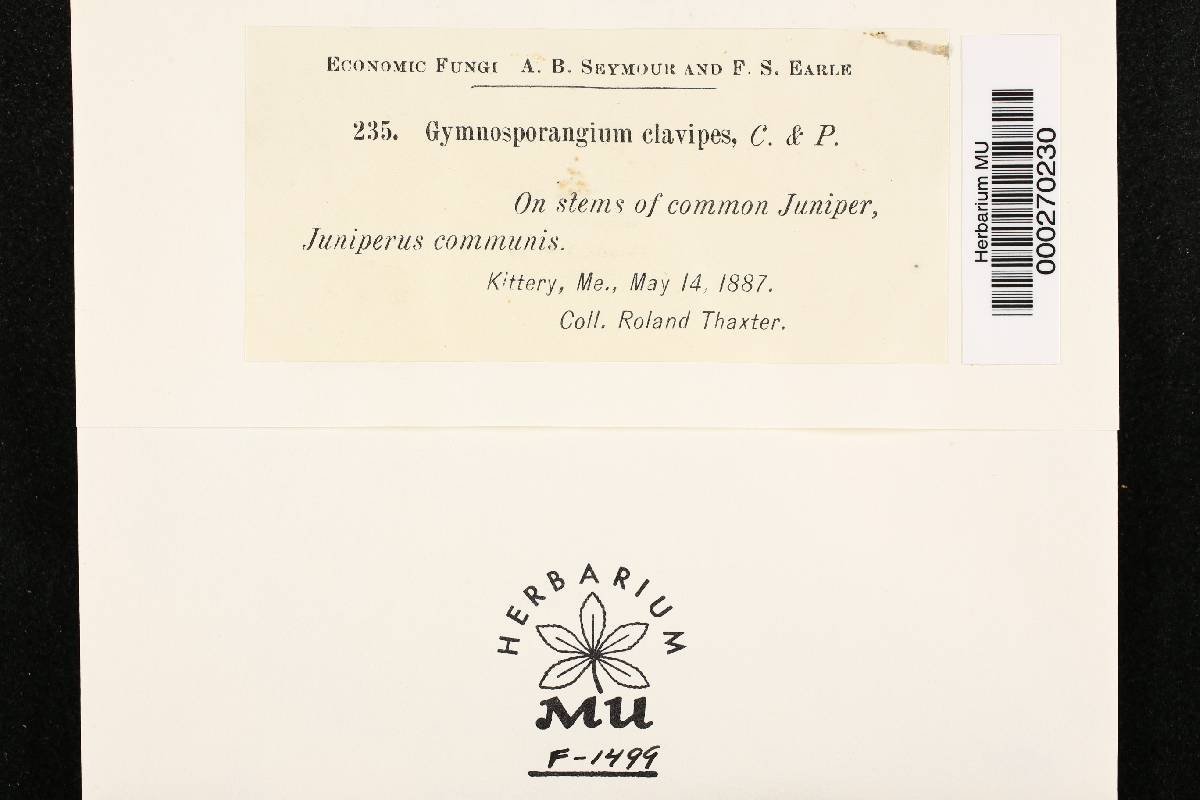 ECONOMIC FUNGI A. B. SEYMOUR AND F. S. EARLE
235. Gymnosporangium clavipes, C. & P.
On stems of common Juniper,
Juniperus communis.
Kittery, Me., May 14, 1887.
Coll. Roland Thaxter.
Herbarium MU
000270230
HERBARIUM
MU
F-1499